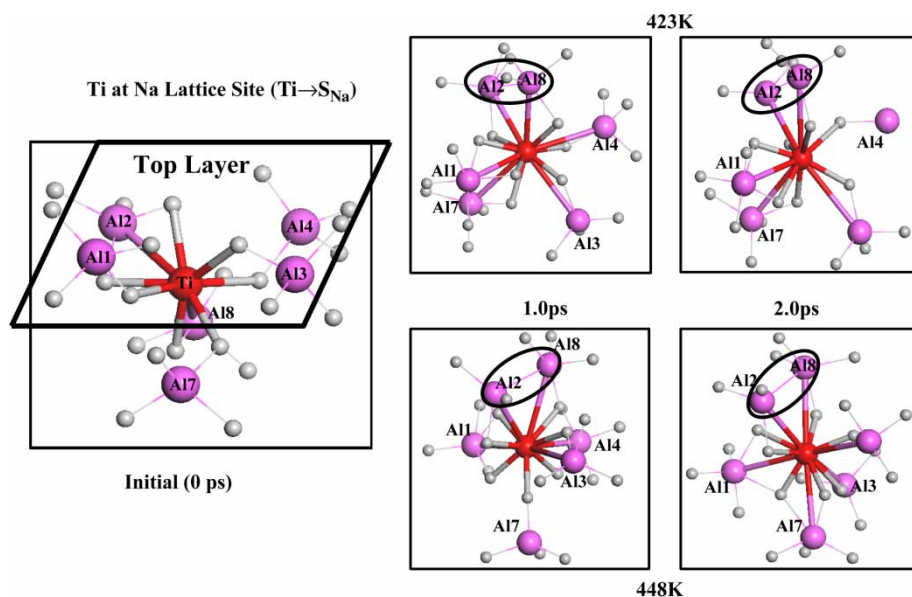 423K
Ti at Na Lattice Site (Ti→S_Na)
Top Layer
Al2
Al4
Al1
Ti
Al3
Al8
Al7
Initial (0 ps)
Al2
Al8
Al4
Al1
Al7
Al3
Al8
Al2
Al4
Al1
Al7
1.0ps
2.0ps
Al8
Al2
Al1
Al4
Al3
Al7
Al8
Al2
Al1
Al3
Al7
448K